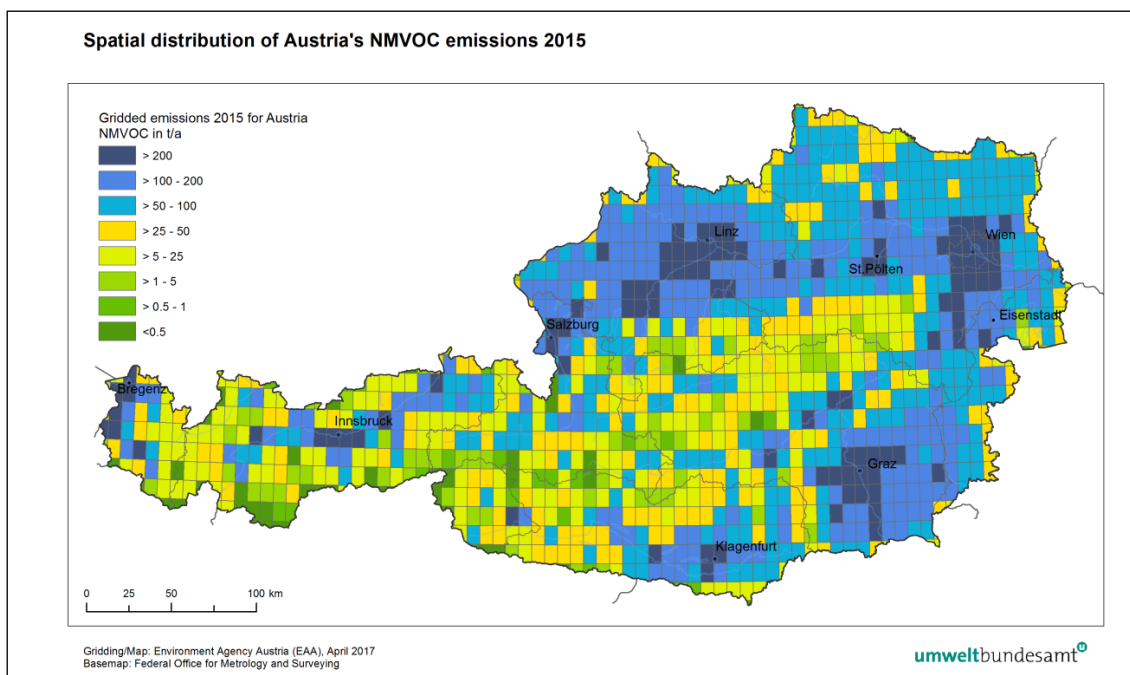 Spatial distribution of Austria's NMVOC emissions 2015
Gridded emissions 2015 for Austria
NMVOC in t/a
> 200
> 100 - 200
> 50 - 100
> 25 - 50
> 5 - 25
> 1 - 5
> 0.5 - 1
<0.5
Linz
Wien
St.Pölten
Eisenstadt
Salzburg
Bregenz
Innsbruck
Graz
Klagenfurt
0 25 50 100 km
Gridding/Map: Environment Agency Austria (EAA), April 2017
Basemap: Federal Office for Metrology and Surveying
umweltbundesamt u